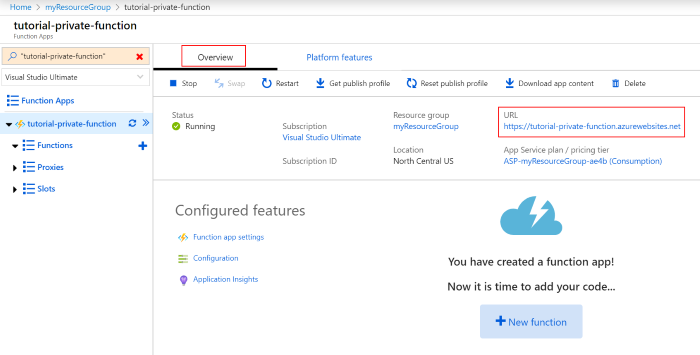 Home > myResourceGroup > tutorial-private-function
tutorial-private-function
Function Apps
"tutorial-private-function"
Visual Studio Ultimate
Function Apps
tutorial-private-function
Functions
Proxies
Slots
Overview
Platform features
Stop
Swap
Restart
Get publish profile
Reset publish profile
Download app content
Delete
Status
Running
Subscription
Visual Studio Ultimate
Subscription ID
Resource group
myResourceGroup
Location
North Central US
URL
https://tutorial-private-function.azurewebsites.net
App Service plan / pricing tier
ASP-myResourceGroup-ae4b (Consumption)
Configured features
Function app settings
Configuration
Application Insights
You have created a function app!
Now it is time to add your code...
New function